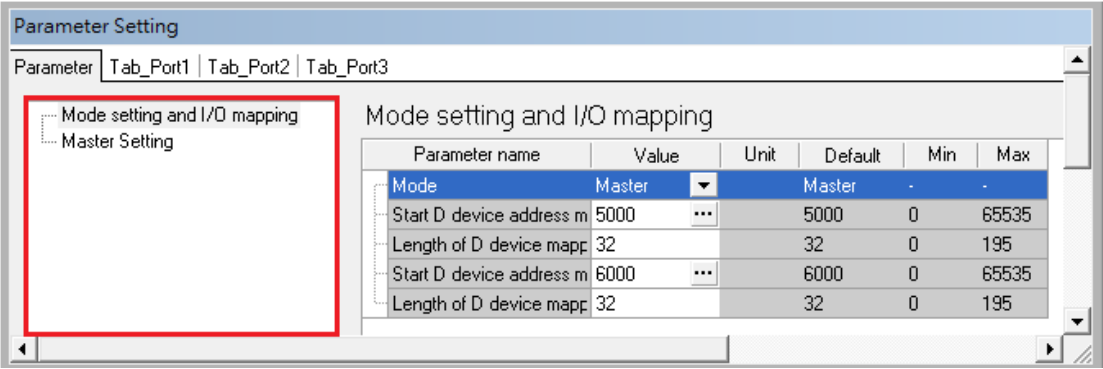 Parameter Setting
Parameter Tab_Port1 Tab_Port2 Tab_Port3
Mode setting and I/O mapping
Master Setting
Mode setting and I/O mapping
Parameter name Value Unit Default Min Max
Mode Master Master - -
Start D device address m 5000 ... 5000 0 65535
Length of D device mapp 32 32 0 195
Start D device address m 6000 ... 6000 0 65535
Length of D device mapp 32 32 0 195